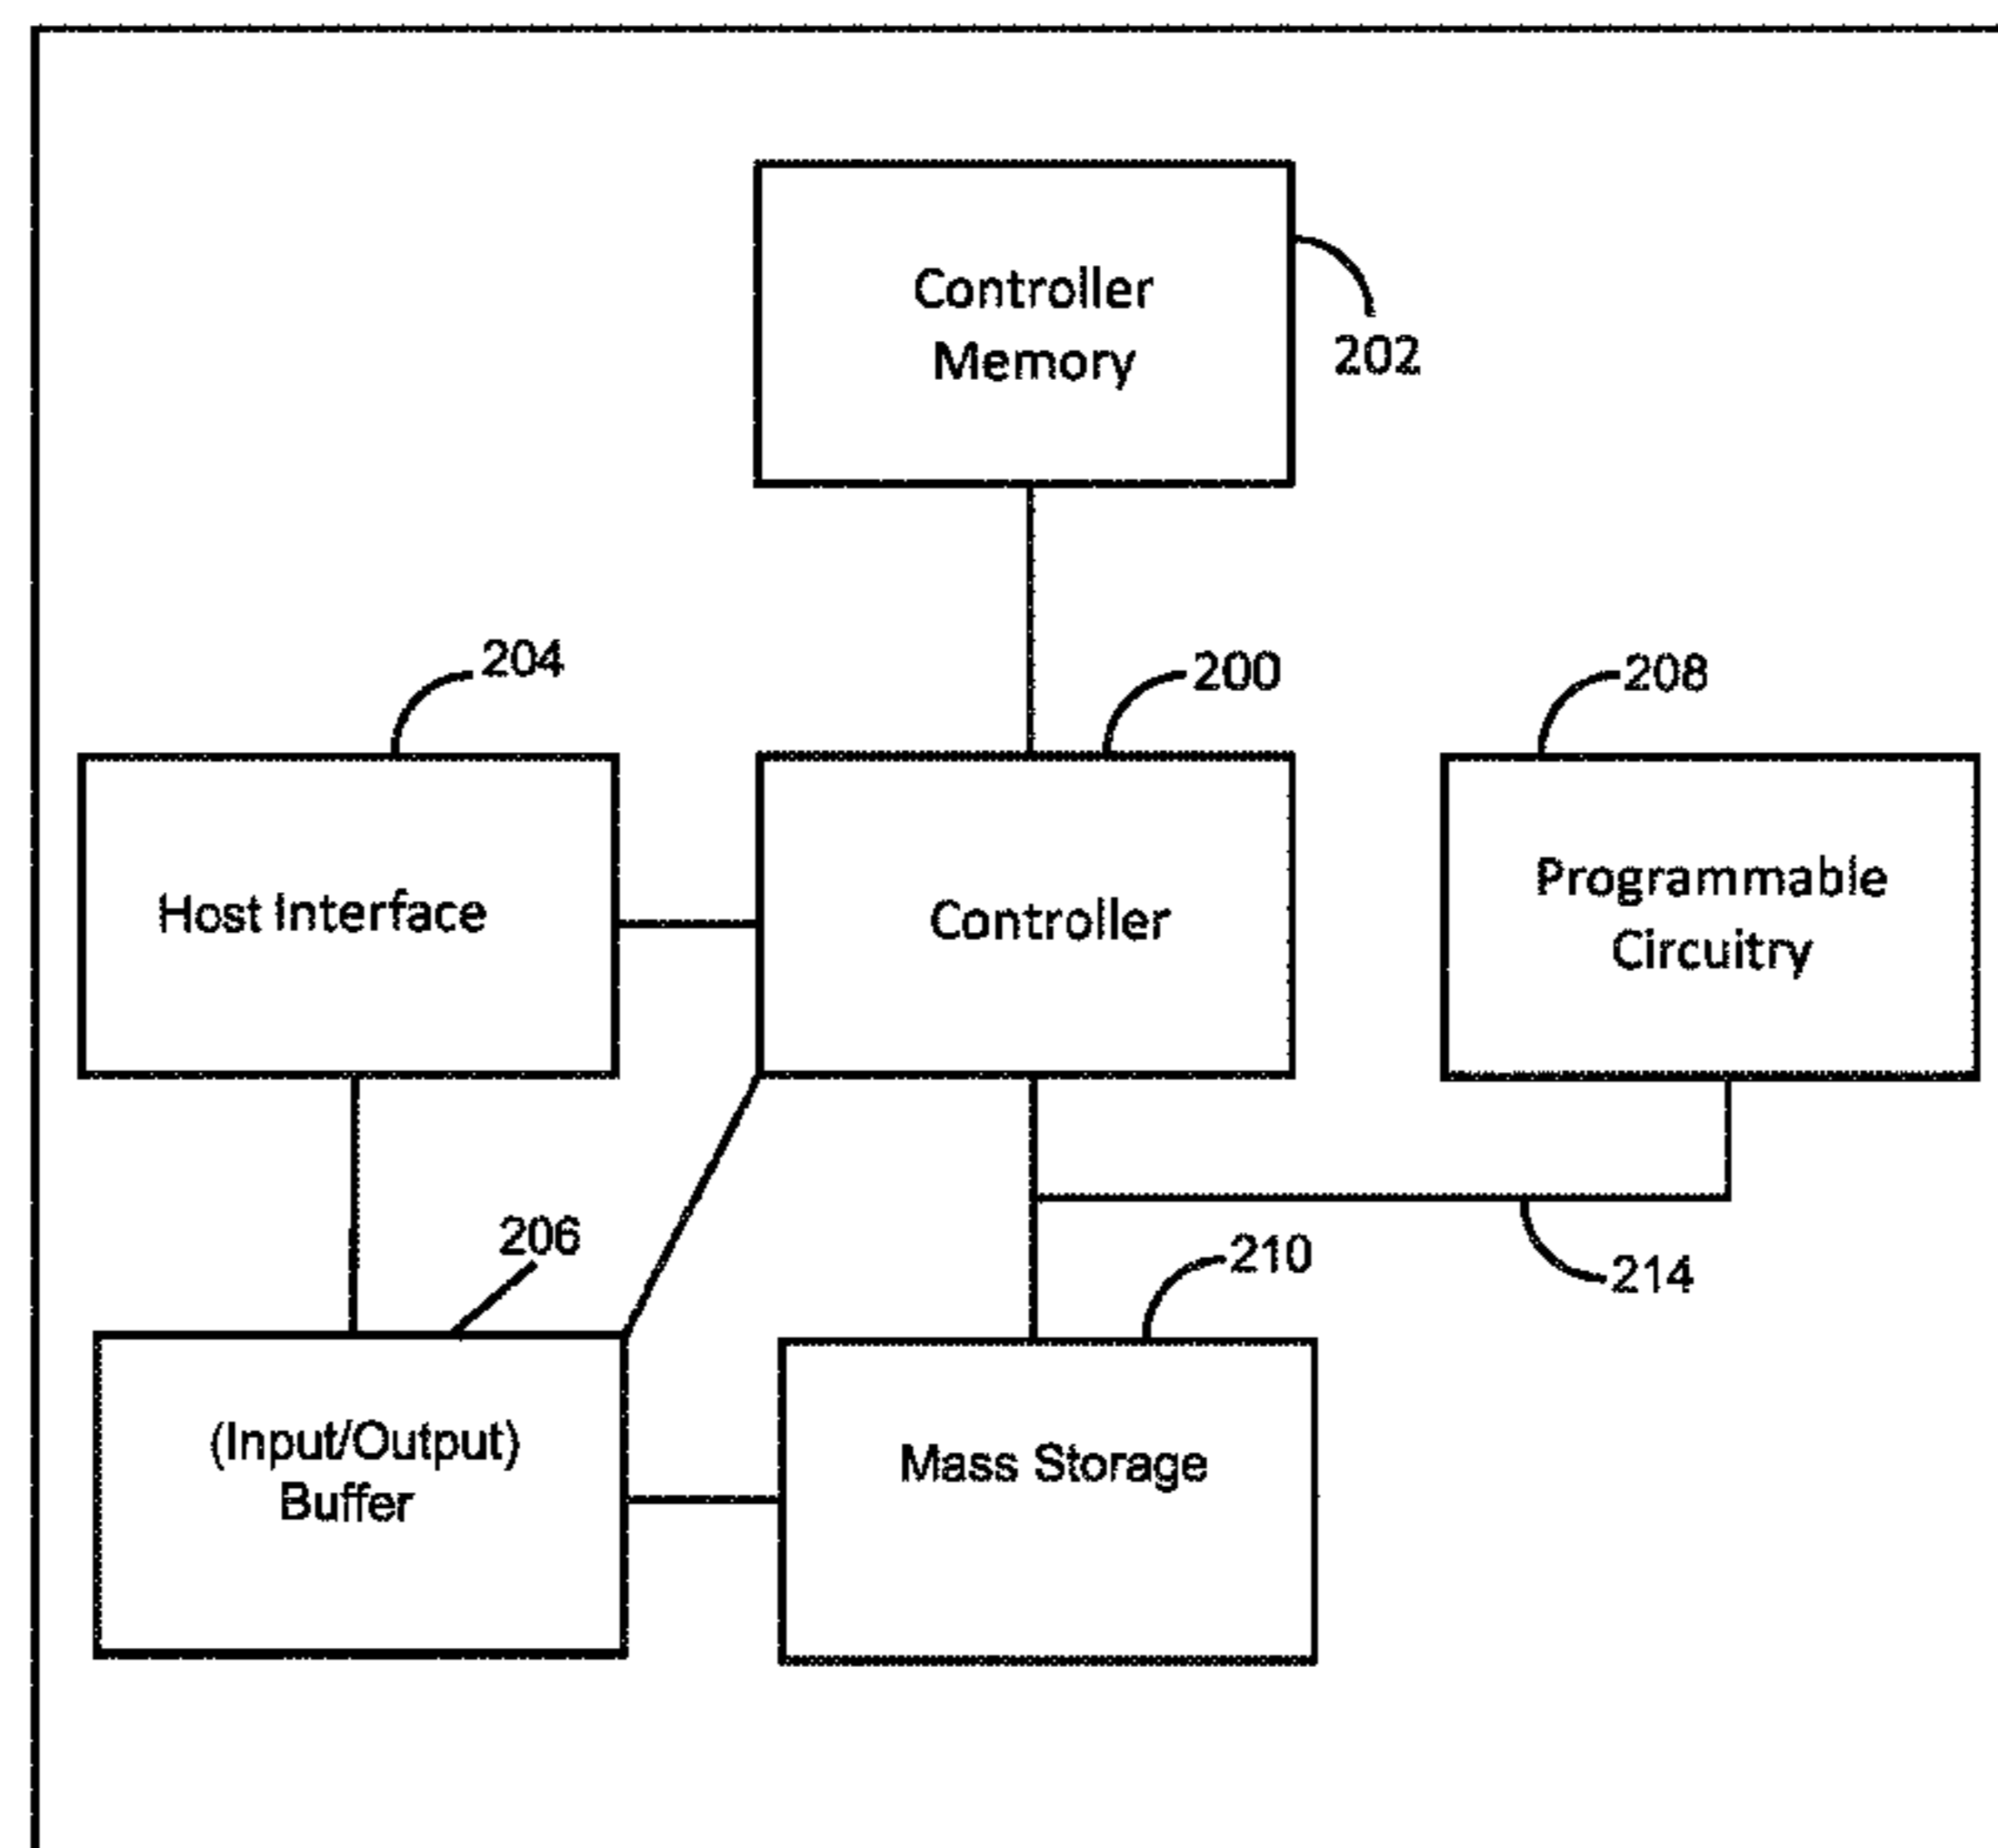 Controller
Memory
202
204
200
208
Host Interface
Controller
Programmable
Circuitry
206
210
214
(Input/Output)
Buffer
Mass Storage